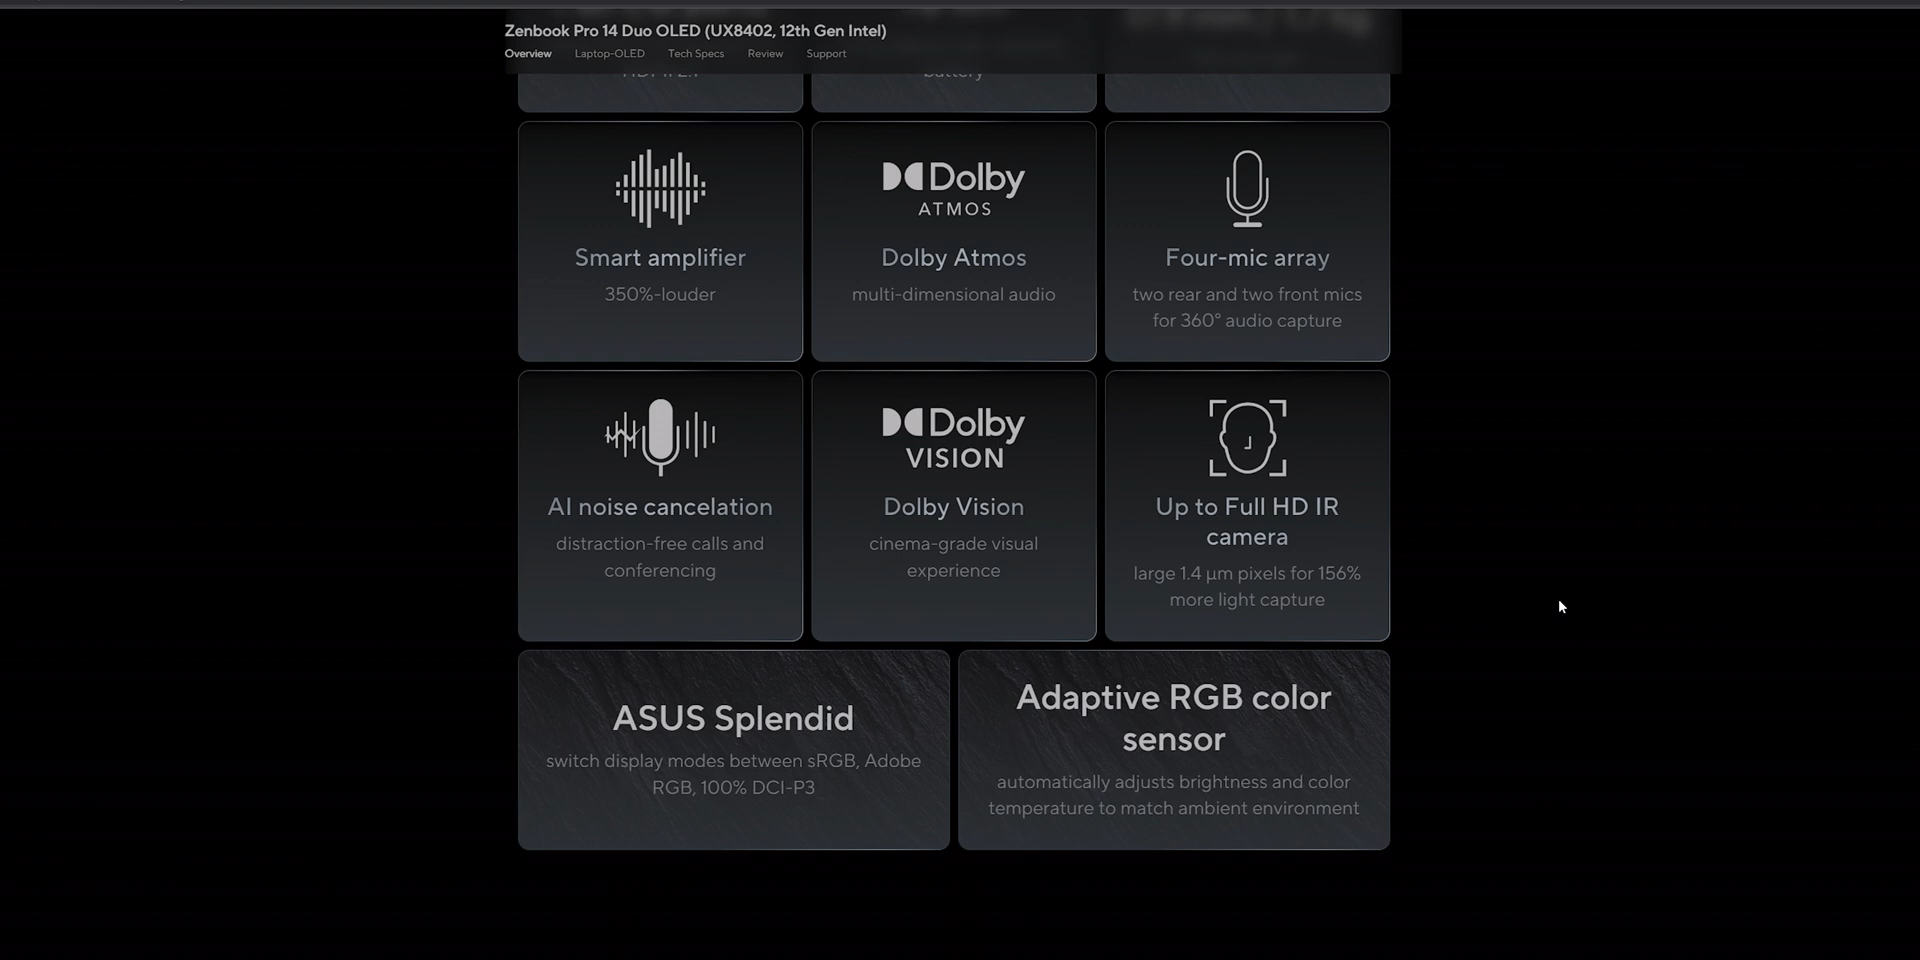 Zenbook Pro 14 Duo OLED (UX8402, 12th Gen Intel)
Overview Laptop-OLED Tech Specs Review Support
HDMI 2.1 battery
Dolby Dolby
ATMOS
Smart amplifier
350%-louder
Dolby Atmos
multi-dimensional audio
Four-mic array
two rear and two front mics
for 360° audio capture
AI noise cancelation
distraction-free calls and
conferencing
Dolby
VISION
Dolby Vision
cinema-grade visual
experience
Up to Full HD IR
camera
large 1.4 µm pixels for 156%
more light capture
ASUS Splendid
switch display modes between sRGB, Adobe
RGB, 100% DCI-P3
Adaptive RGB color
sensor
automatically adjusts brightness and color
temperature to match ambient environment